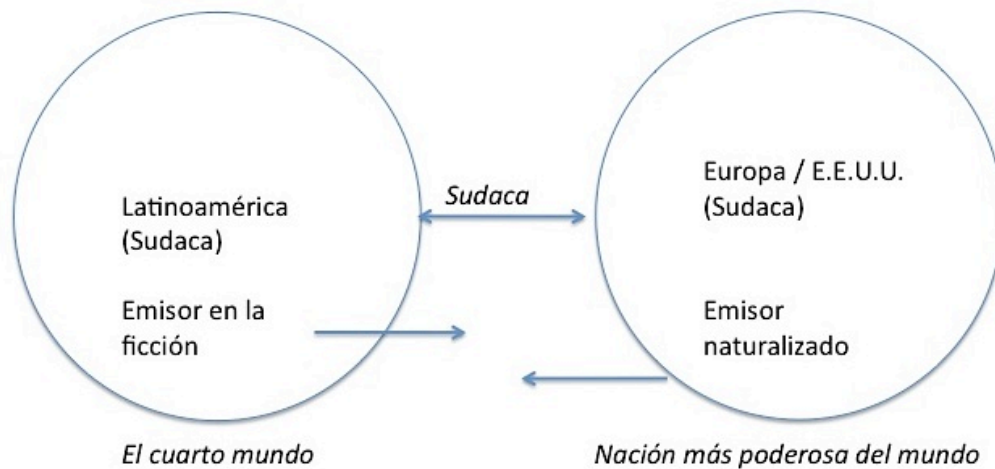 Latinoamérica
(Sudaca)
Emisor en la
ficción
El cuarto mundo
Sudaca
Europa / E.E.U.U.
(Sudaca)
Emisor
naturalizado
Nación más poderosa del mundo